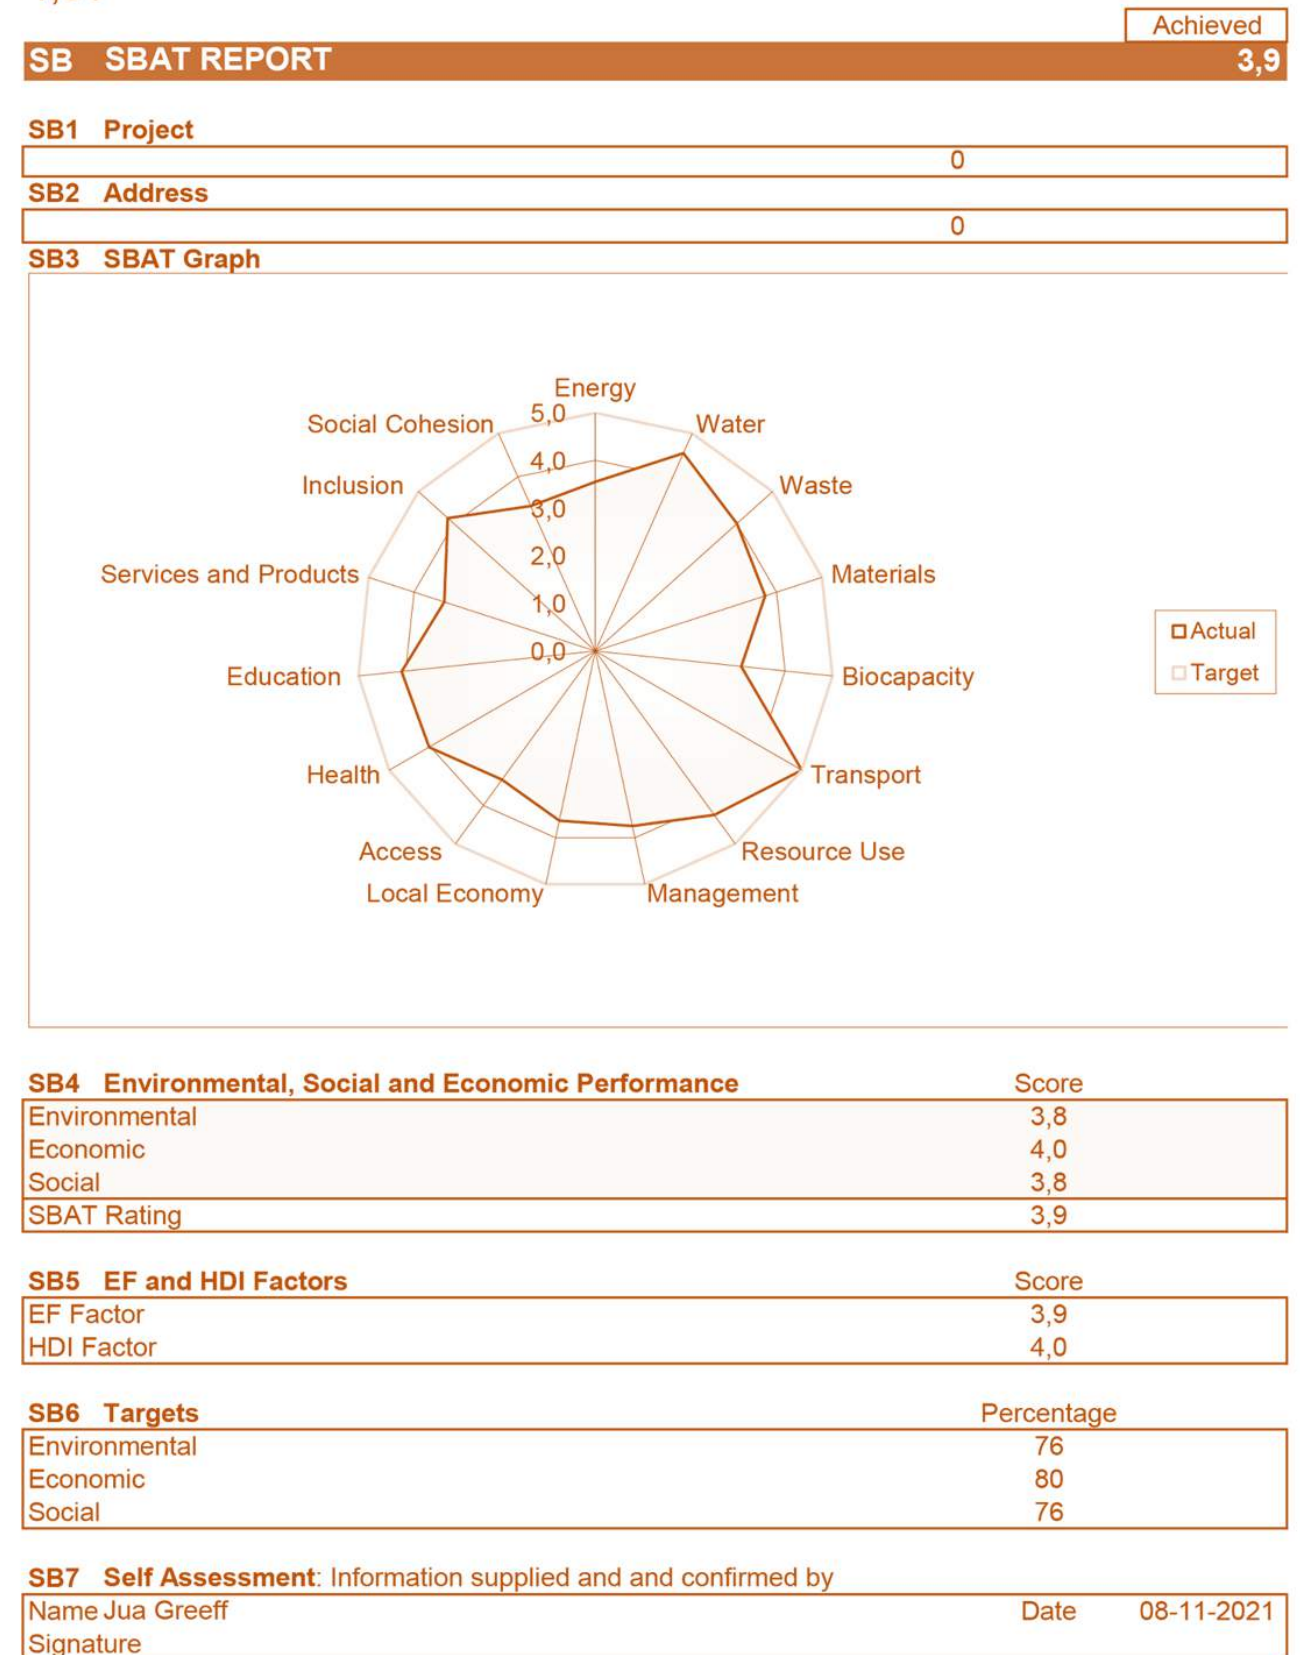 Achieved
SB SBAT REPORT 3,9
SB1 Project
0
SB2 Address
0
SB3 SBAT Graph
Energy
5,0
Social Cohesion
Water
4,0
Inclusion
Waste
3,0
2,0
Services and Products
Materials
1,0
Actual
0,0
Education
Biocapacity
Target
Health
Transport
Access
Resource Use
Local Economy
Management
SB4 Environmental, Social and Economic Performance Score
Environmental 3,8
Economic 4,0
Social 3,8
SBAT Rating 3,9
SB5 EF and HDI Factors Score
EF Factor 3,9
HDI Factor 4,0
SB6 Targets Percentage
Environmental 76
Economic 80
Social 76
SB7 Self Assessment: Information supplied and and confirmed by
Name Jua Greeff Date 08-11-2021
Signature